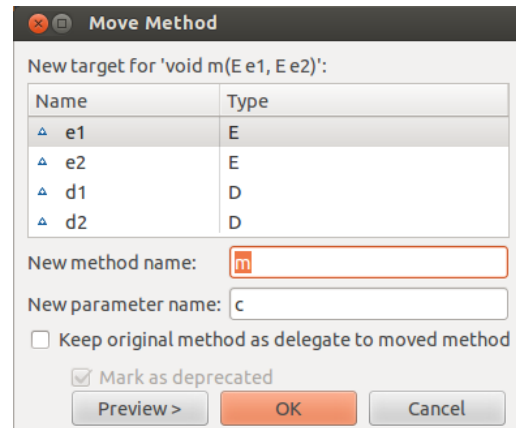 Move Method
New target for 'void m(E e1, E e2)':
Name Type
e1 E
e2 E
d1 D
d2 D
New method name: m
New parameter name: c
Keep original method as delegate to moved method
Mark as deprecated
Preview > OK Cancel